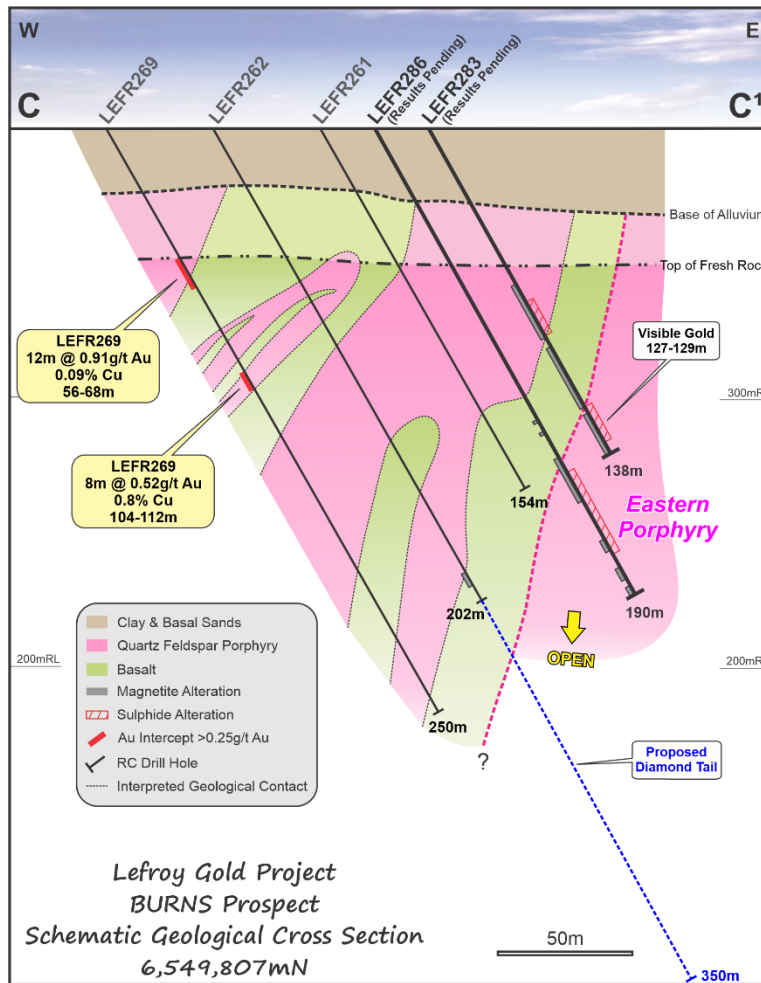 W
E
C
C¹
LEFR269
LEFR262
LEFR261
LEFR286
(Results Pending)
LEFR283
(Results Pending)
Base of Alluvium
Top of Fresh Roc
LEFR269
12m @ 0.91g/t Au
0.09% Cu
56-68m
Visible Gold
127-129m
300mR
LEFR269
8m @ 0.52g/t Au
0.8% Cu
104-112m
138m
154m
Eastern
Porphyry
190m
202m
OPEN
200mRL
200mRL
250m
?
Clay & Basal Sands
Quartz Feldspar Porphyry
Basalt
Magnetite Alteration
Sulphide Alteration
Au Intercept >0.25g/t Au
RC Drill Hole
Interpreted Geological Contact
Proposed
Diamond Tail
Lefroy Gold Project
BURNS Prospect
Schematic Geological Cross Section
6,549,807mN
50m
350m